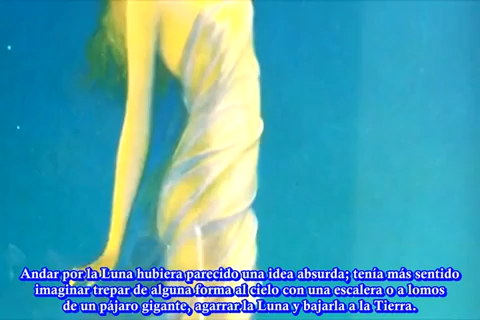 Andar por la Luna hubiera parecido una idea absurda; tenía más sentido
imaginar trepar de alguna forma al cielo con una escalera o a lomos
de un pájaro gigante, agarrar la Luna y bajarla a la Tierra.